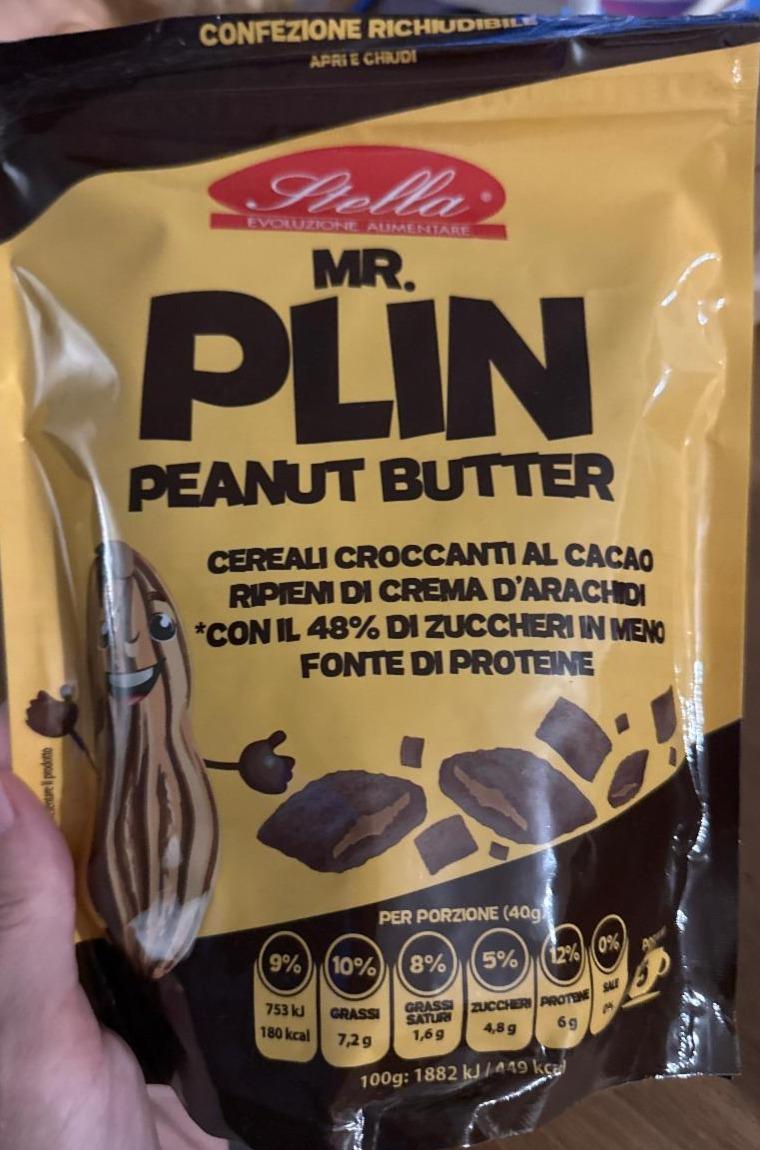 CONFEZIONE RICHIUDIBILE
APRI E CHIUDI
Stella
EVOLUZIONE ALIMENTARE
MR.
PLIN
PEANUT BUTTER
CEREALI CROCCANTI AL CACAO
RIPIENI DI CREMA D'ARACHIDI
*CON IL 48% DI ZUCCHERI IN MENO
FONTE DI PROTEINE
il prodotto
PER PORZIONE (40g
9% 10% 8% 5% 12% 0%
753 kJ
180 kcal
GRASSI
7,2 g
GRASSI
SATURI
1,6 g
ZUCCHERI
4,8 g
PROTEINE
6 g
SALE
100g: 1882 kJ / 449 kcal